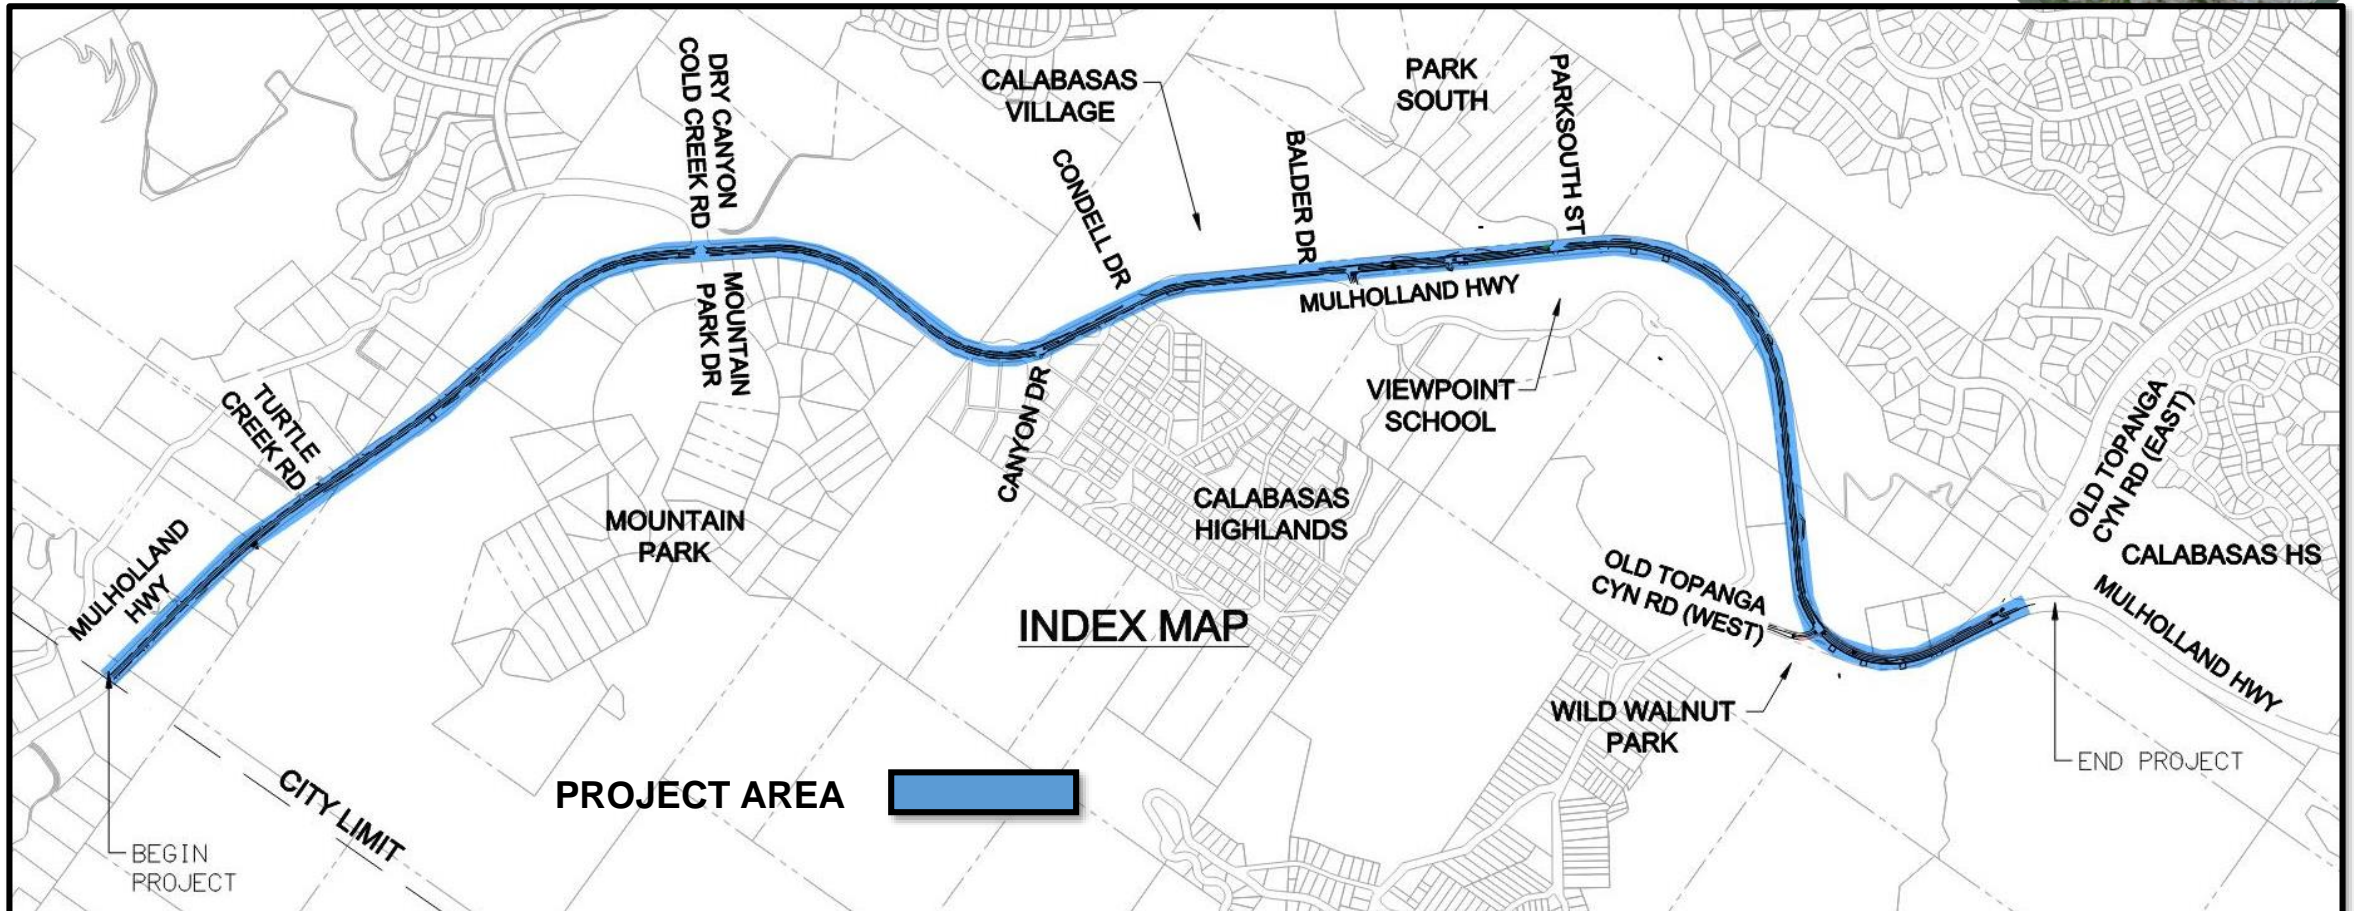 DRY CANYON
COLD CREEK RD
CALABASAS
VILLAGE
PARK
SOUTH
PARKSOUTH ST
CONDELL DR
BALDER DR
MULHOLLAND HWY
MOUNTAIN
PARK DR
TURTLE
CREEK RD
CANYON DR
VIEWPOINT
SCHOOL
OLD TOPANGA
CYN RD (EAST)
MOUNTAIN
PARK
CALABASAS
HIGHLANDS
CALABASAS HS
MULHOLLAND
HWY
OLD TOPANGA
CYN RD (WEST)
MULHOLLAND HWY
INDEX MAP
WILD WALNUT
PARK
END PROJECT
PROJECT AREA
CITY LIMIT
BEGIN
PROJECT